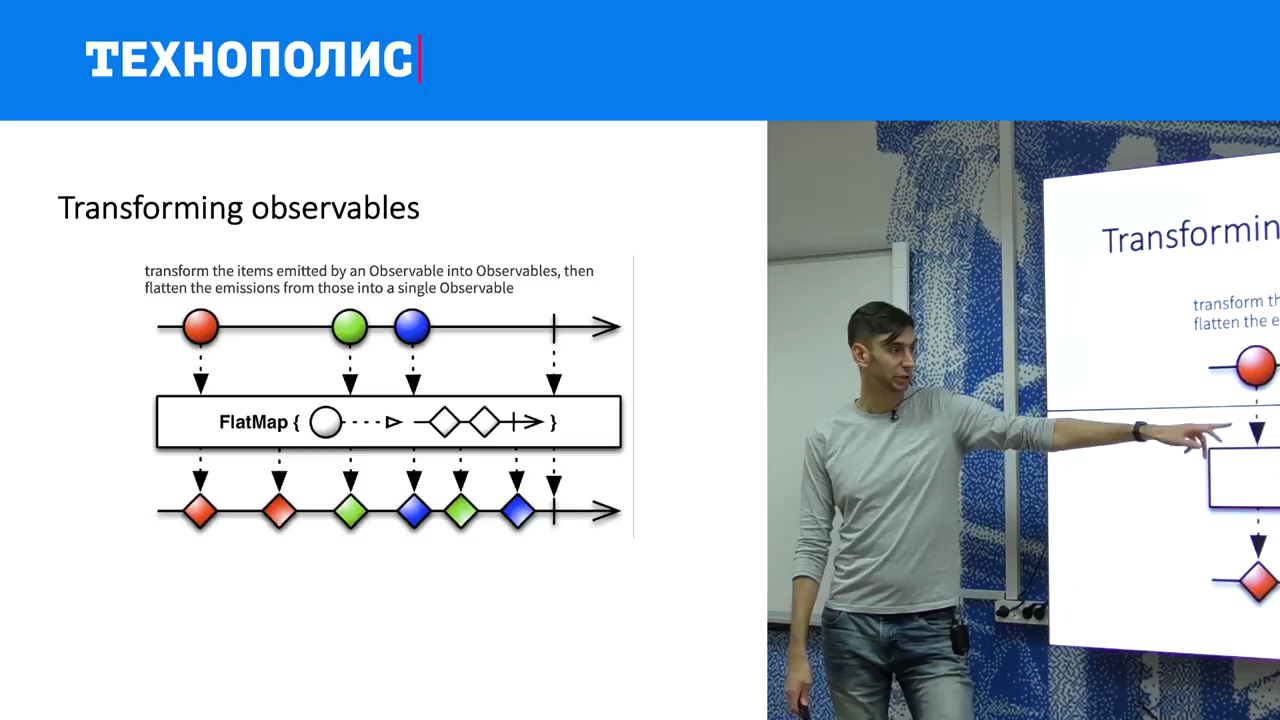 ТЕХНОПОЛИС
Transforming observables
transform the items emitted by an Observable into Observables, then
flatten the emissions from those into a single Observable
FlatMap { }
Transformin
transform th
flatten the e